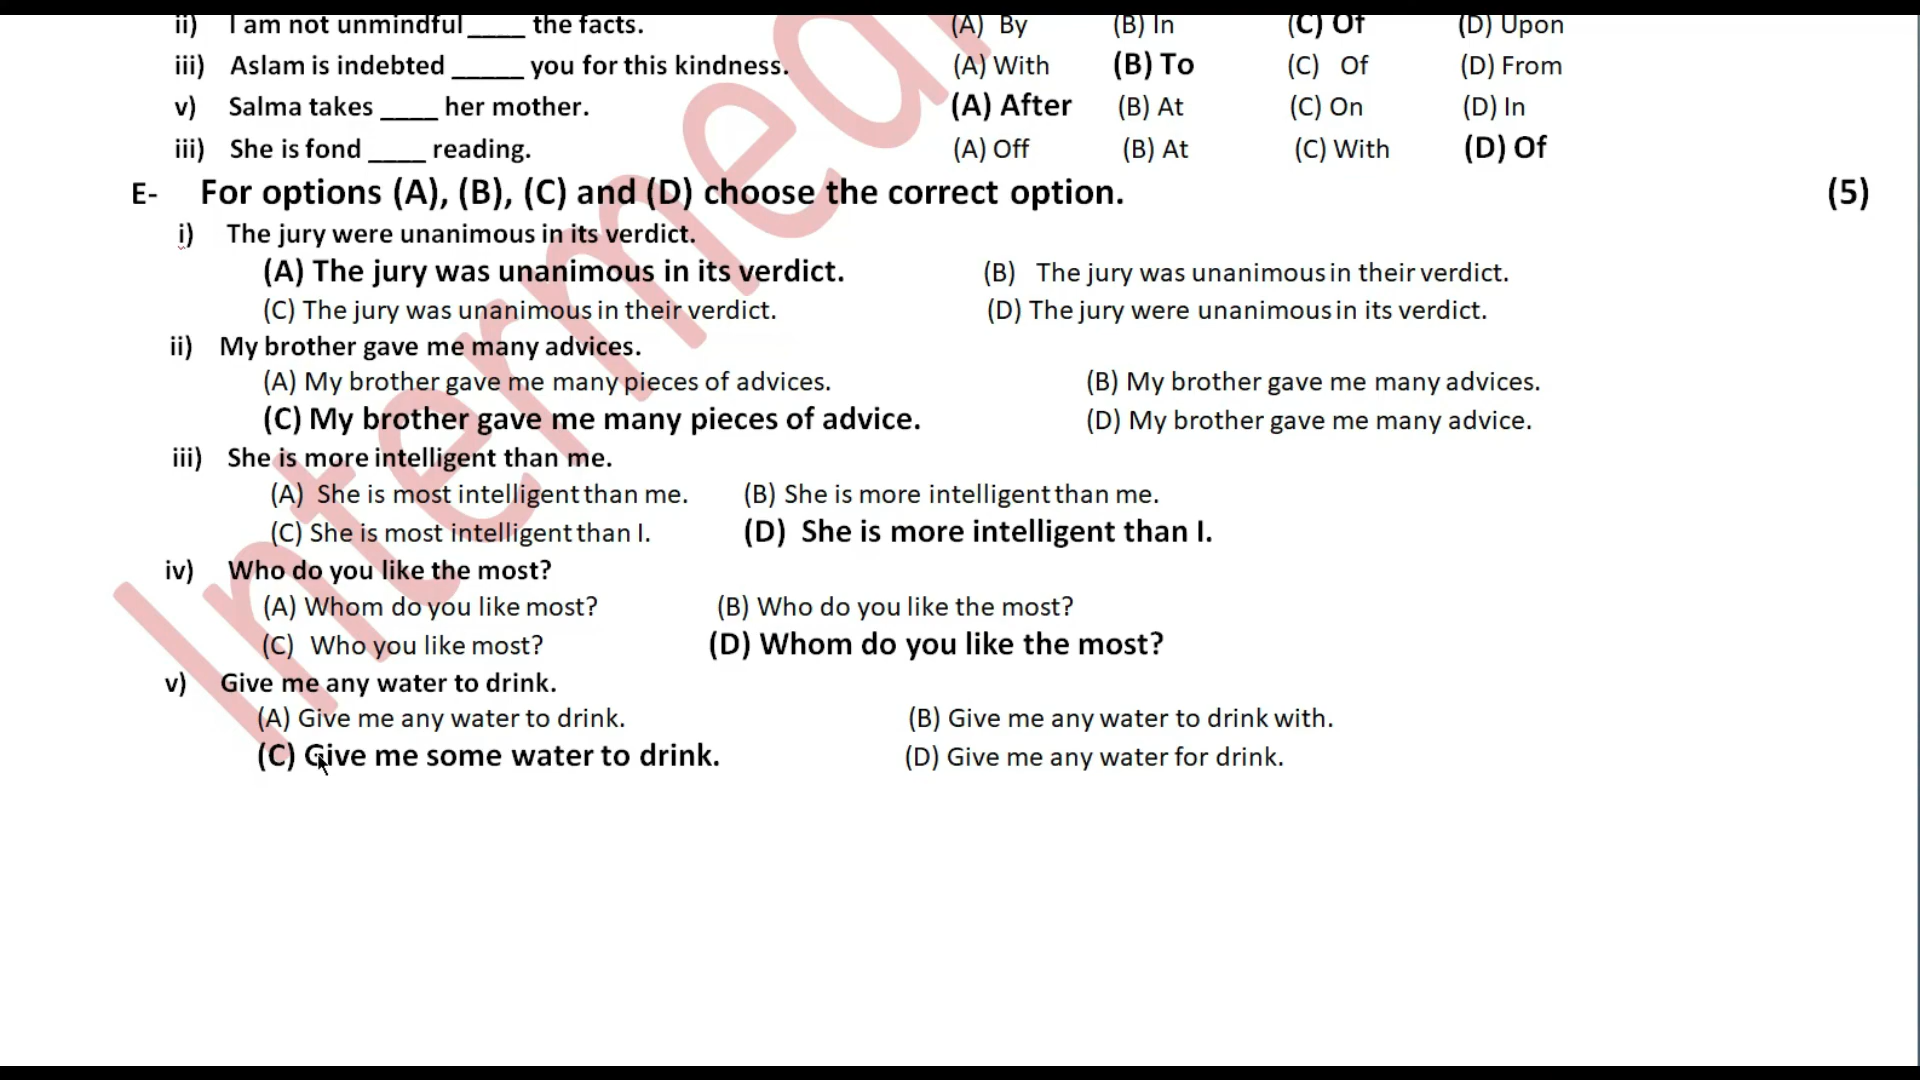 ii) I am not unmindful ____ the facts. (A) By (B) In (C) Of (D) Upon
iii) Aslam is indebted _____ you for this kindness. (A) With (B) To (C) Of (D) From
v) Salma takes ____ her mother. (A) After (B) At (C) On (D) In
iii) She is fond ____ reading. (A) Off (B) At (C) With (D) Of
E- For options (A), (B), (C) and (D) choose the correct option. (5)
i) The jury were unanimous in its verdict.
(A) The jury was unanimous in its verdict. (B) The jury was unanimous in their verdict.
(C) The jury was unanimous in their verdict. (D) The jury were unanimous in its verdict.
ii) My brother gave me many advices.
(A) My brother gave me many pieces of advices. (B) My brother gave me many advices.
(C) My brother gave me many pieces of advice. (D) My brother gave me many advice.
iii) She is more intelligent than me.
(A) She is most intelligent than me. (B) She is more intelligent than me.
(C) She is most intelligent than I. (D) She is more intelligent than I.
iv) Who do you like the most?
(A) Whom do you like most? (B) Who do you like the most?
(C) Who you like most? (D) Whom do you like the most?
v) Give me any water to drink.
(A) Give me any water to drink. (B) Give me any water to drink with.
(C) Give me some water to drink. (D) Give me any water for drink.